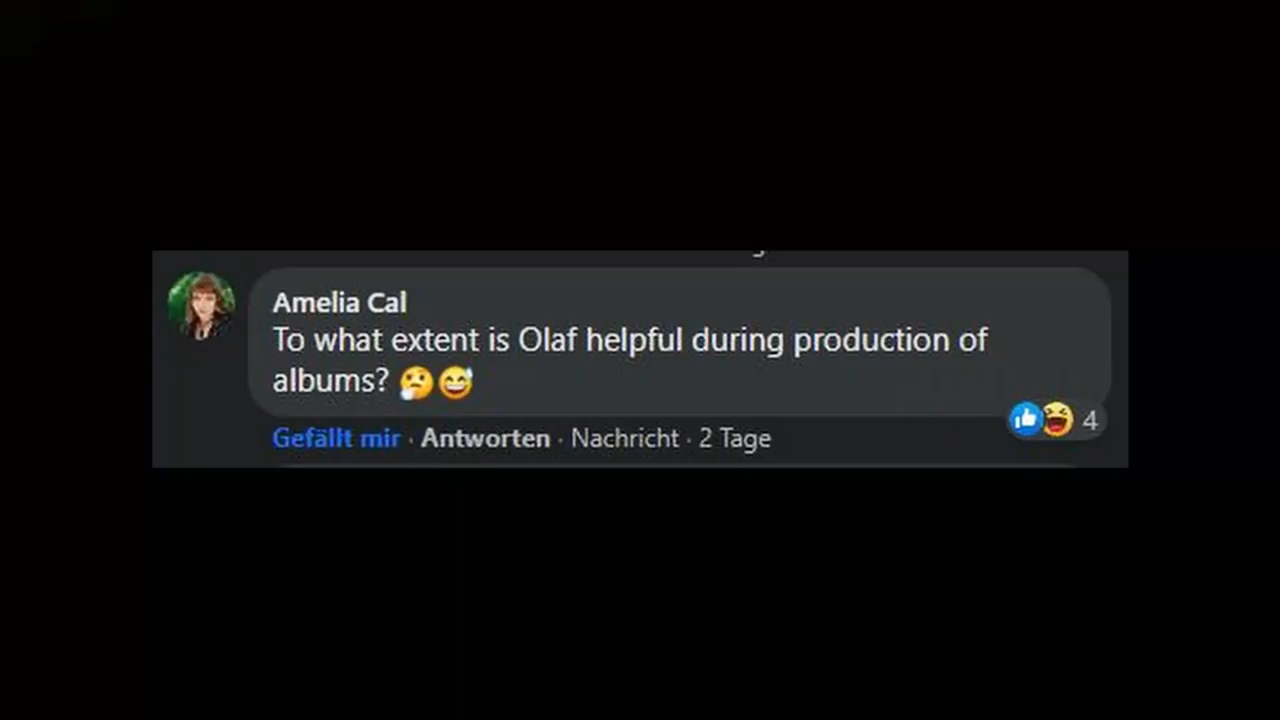 Amelia Cal
To what extent is Olaf helpful during production of
albums? 🤔😅
4
Gefällt mir · Antworten · Nachricht · 2 Tage